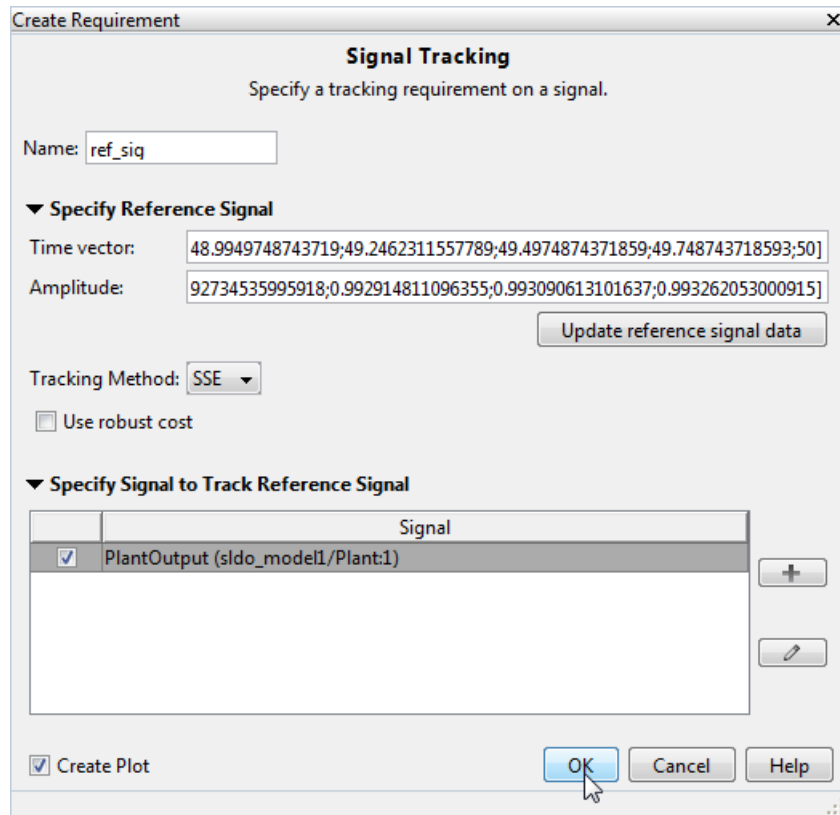 Create Requirement
Signal Tracking
Specify a tracking requirement on a signal.
Name: ref_sig
Specify Reference Signal
Time vector: 48.9949748743719;49.2462311557789;49.4974874371859;49.748743718593;50]
Amplitude: 92734535995918;0.992914811096355;0.993090613101637;0.993262053000915]
Update reference signal data
Tracking Method: SSE
Use robust cost
Specify Signal to Track Reference Signal
Signal
PlantOutput (sldo_model1/Plant:1)
Create Plot OK Cancel Help